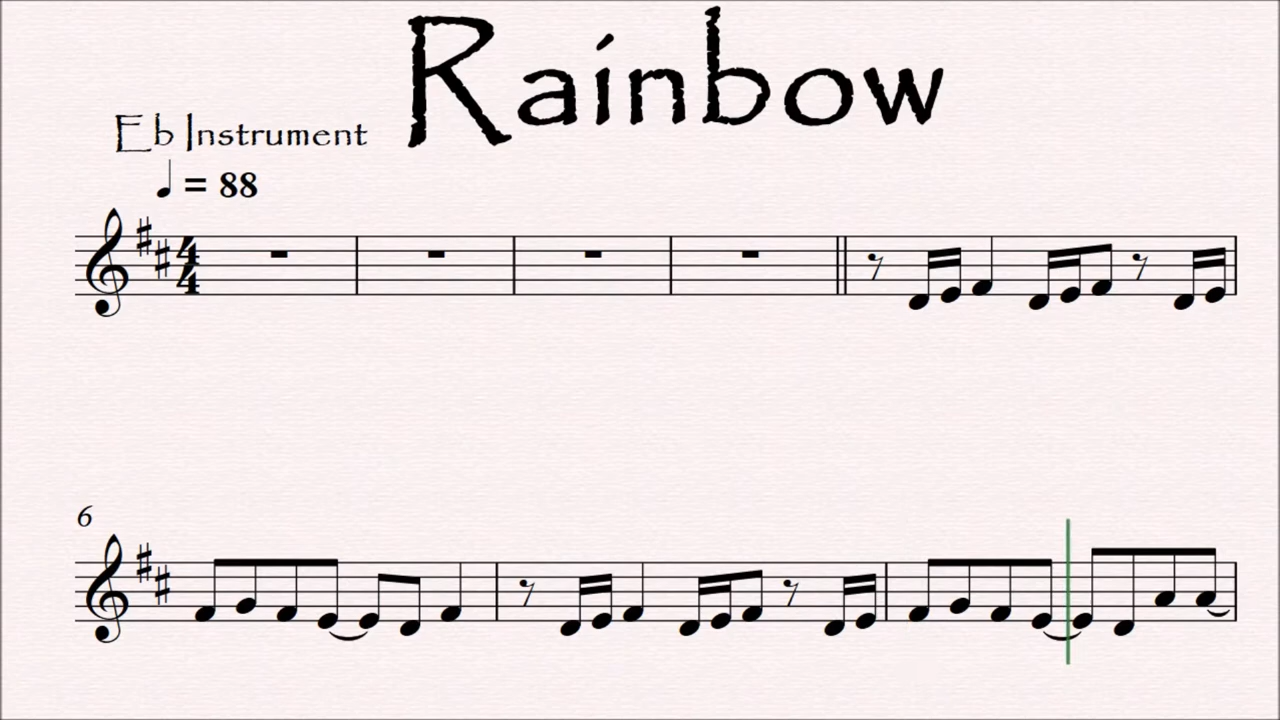 Rainbow
Eb Instrument
♩ = 88
4
4
6